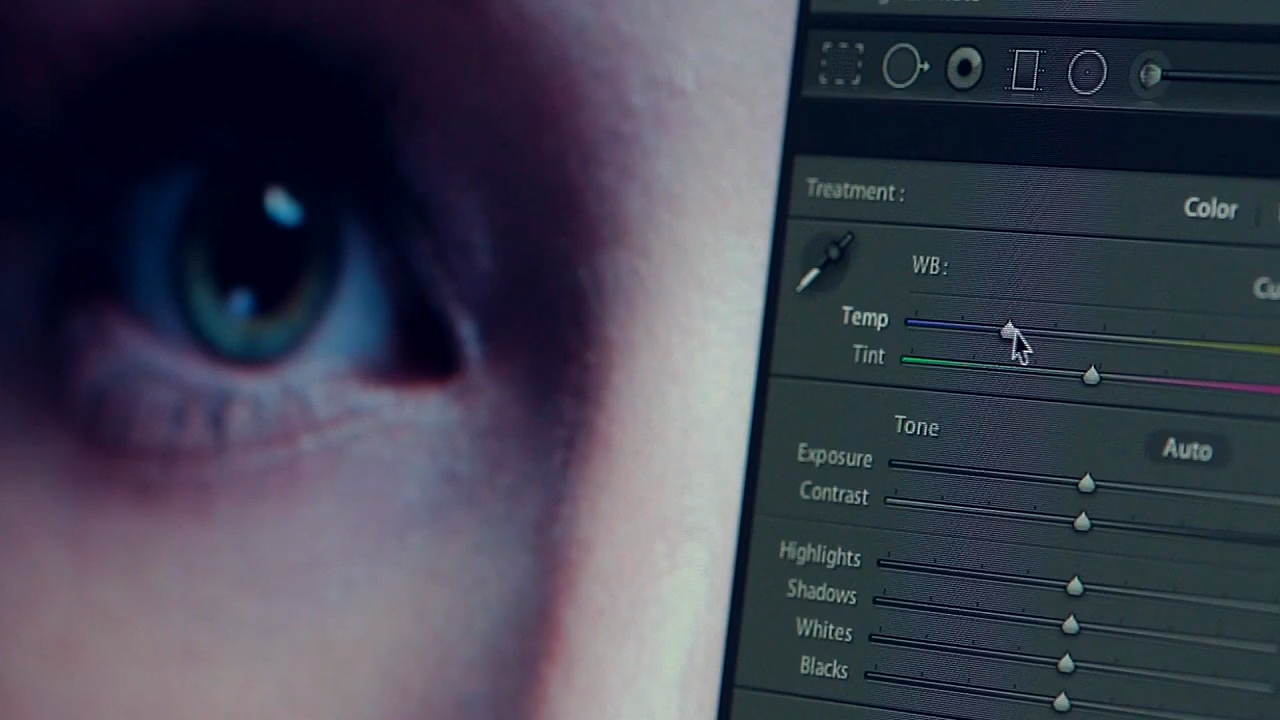 Treatment : Color
WB:
Temp
Tint
Tone Auto
Exposure
Contrast
Highlights
Shadows
Whites
Blacks